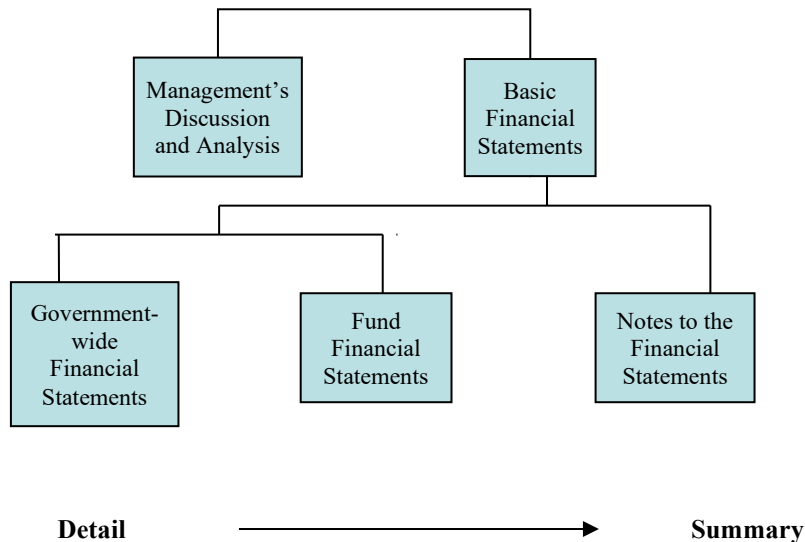 Management’s
Discussion
and Analysis
Basic
Financial
Statements
Government-
wide
Financial
Statements
Fund
Financial
Statements
Notes to the
Financial
Statements
Detail
Summary